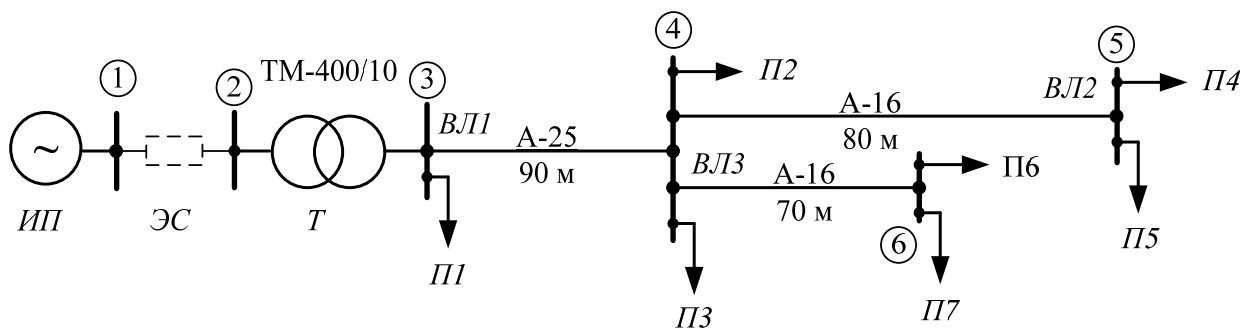 4
5
1
2
ТМ-400/10
3
П2
П4
ВЛ1
А-25
А-16
ВЛ2
~
90 м
80 м
ВЛ3
А-16
П6
70 м
ИП
ЭС
Т
П1
6
П5
П3
П7